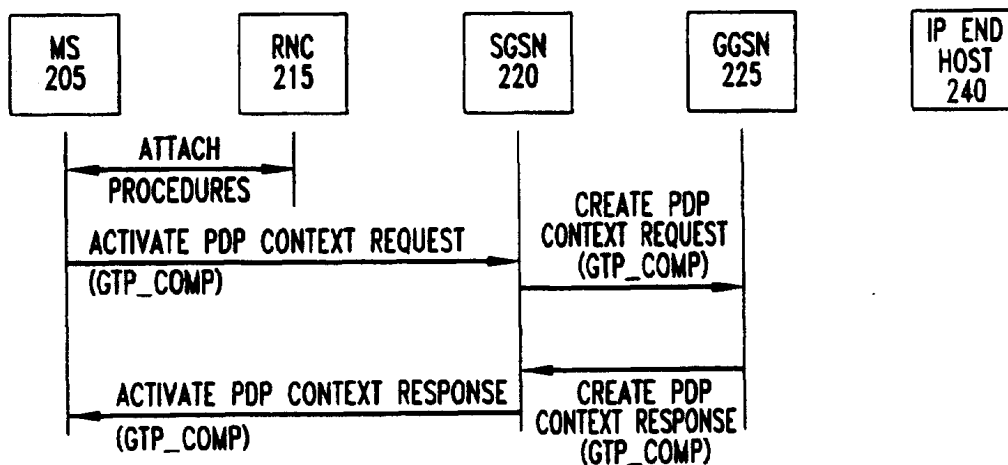 MS
205
RNC
215
SGSN
220
GGSN
225
IP END
HOST
240
ATTACH
PROCEDURES
ACTIVATE PDP CONTEXT REQUEST
(GTP_COMP)
CREATE PDP
CONTEXT REQUEST
(GTP_COMP)
ACTIVATE PDP CONTEXT RESPONSE
(GTP_COMP)
CREATE PDP
CONTEXT RESPONSE
(GTP_COMP)